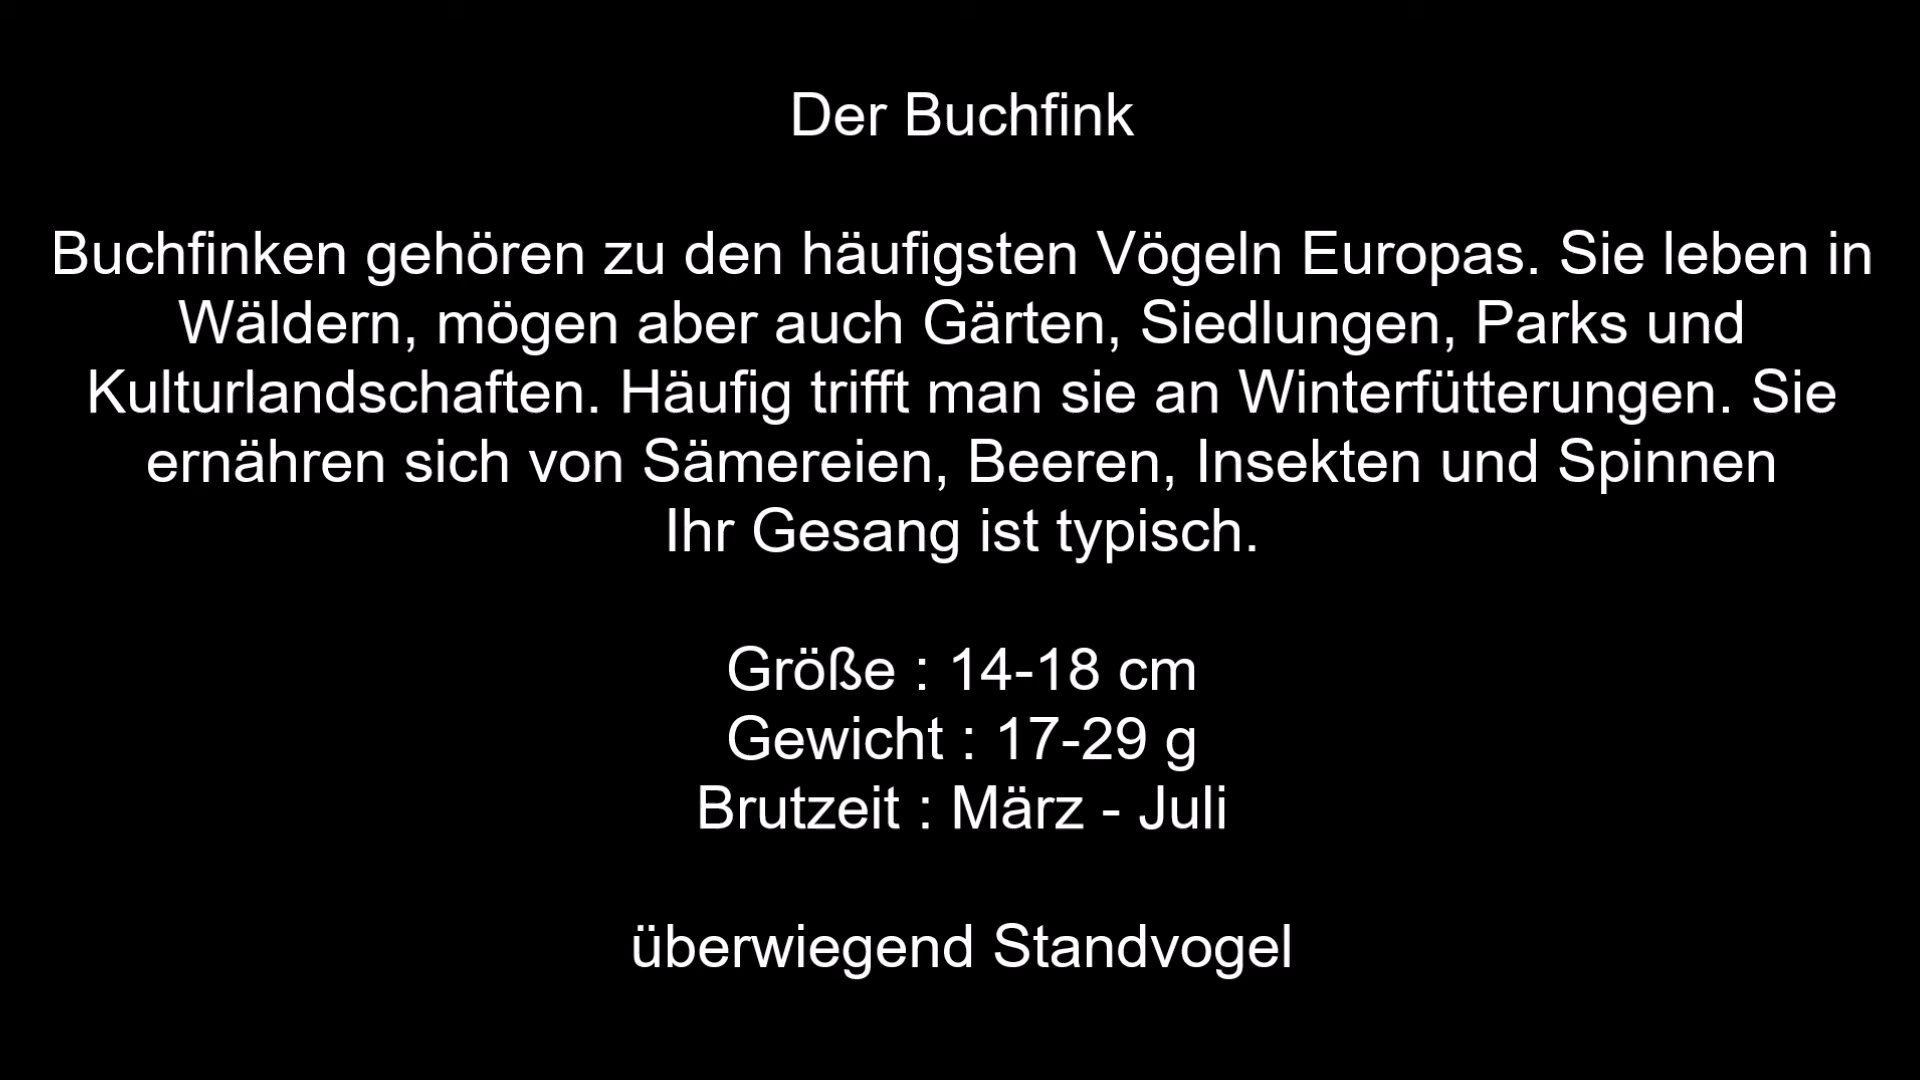 Der Buchfink
Buchfinken gehören zu den häufigsten Vögeln Europas. Sie leben in
Wäldern, mögen aber auch Gärten, Siedlungen, Parks und
Kulturlandschaften. Häufig trifft man sie an Winterfütterungen. Sie
ernähren sich von Sämereien, Beeren, Insekten und Spinnen
Ihr Gesang ist typisch.
Größe : 14-18 cm
Gewicht : 17-29 g
Brutzeit : März - Juli
überwiegend Standvogel